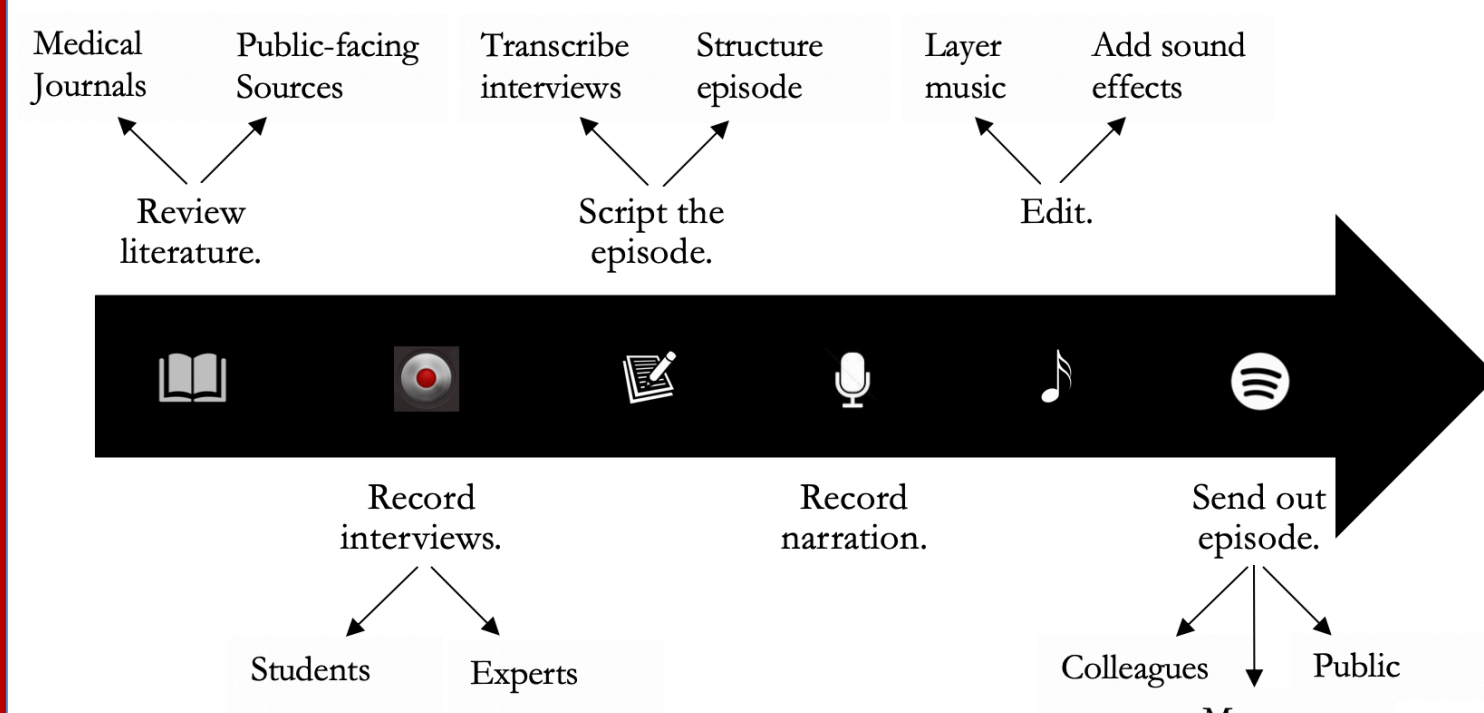 Medical
Journals
Public-facing
Sources
Transcribe
interviews
Structure
episode
Layer
music
Add sound
effects
Review
literature.
Script the
episode.
Edit.
Record
interviews.
Record
narration.
Send out
episode.
Students
Experts
Colleagues
Public